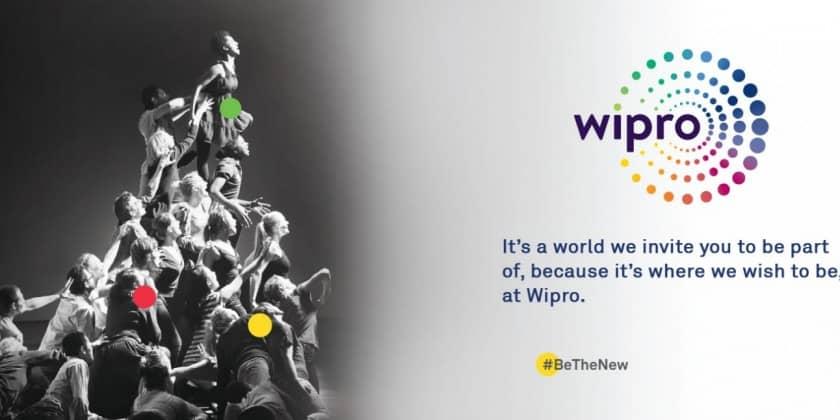 wipro
It's a world we invite you to be part
of, because it's where we wish to be,
at Wipro.
#BeTheNew